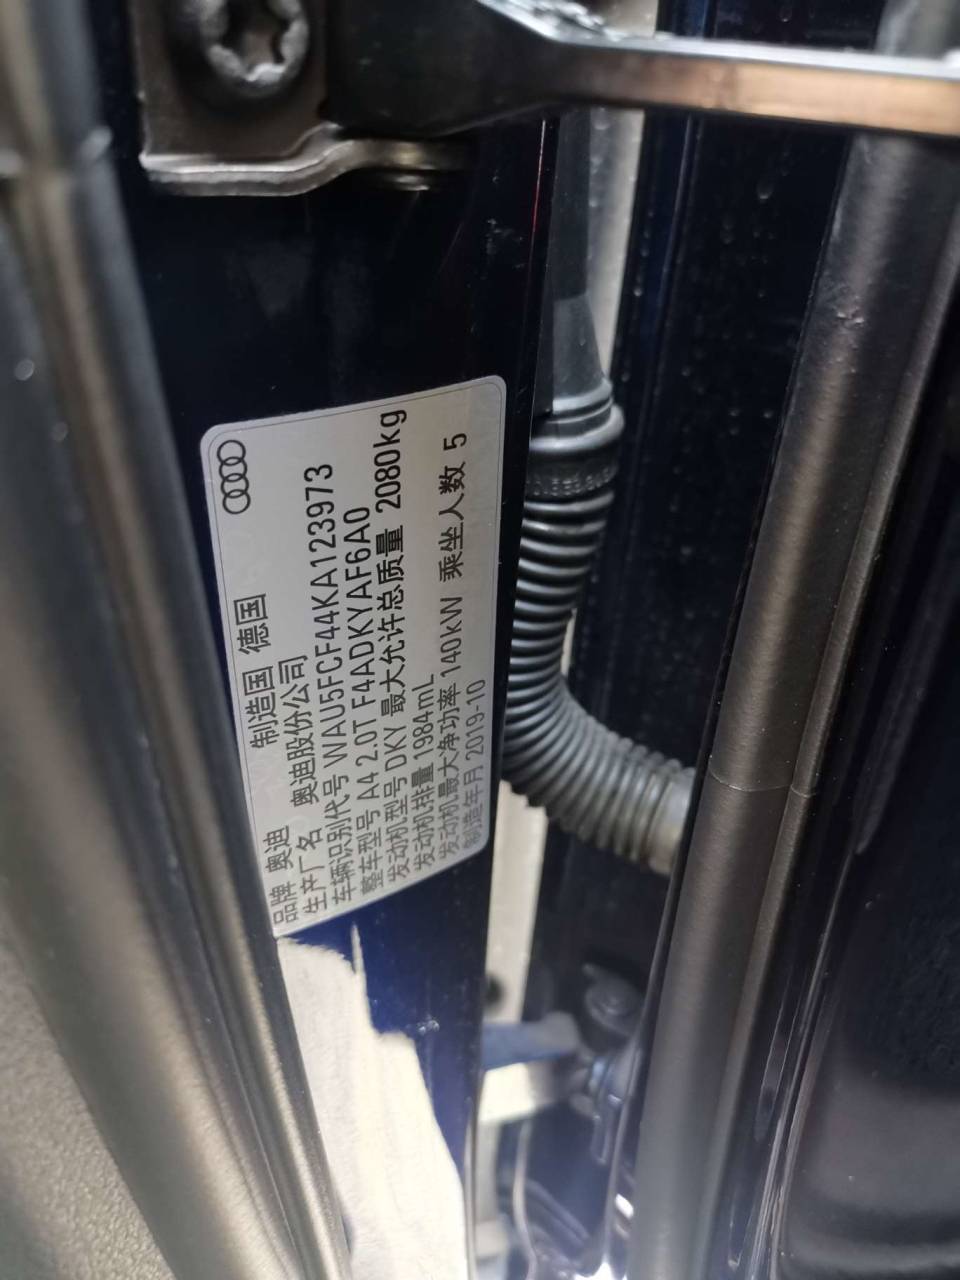 品牌 奥迪 制造国 德国
生产厂名 奥迪股份公司
车辆识别代号 WAU5FCF44KA123973
整车型号 A4 2.0T F4ADKYAF6A0
发动机型号 DKY 最大允许总质量 2080kg
发动机排量 1984mL
发动机最大净功率 140kW 乘坐人数 5
制造年月 2019-10